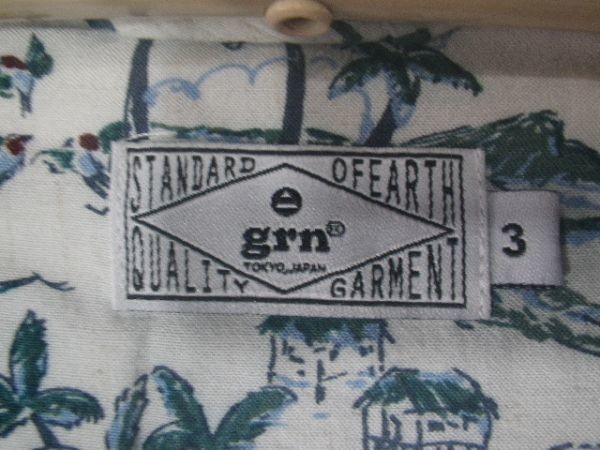 STANDARD OFEARTH
grn®
TOKYO, JAPAN
QUALITY GARMENT
3